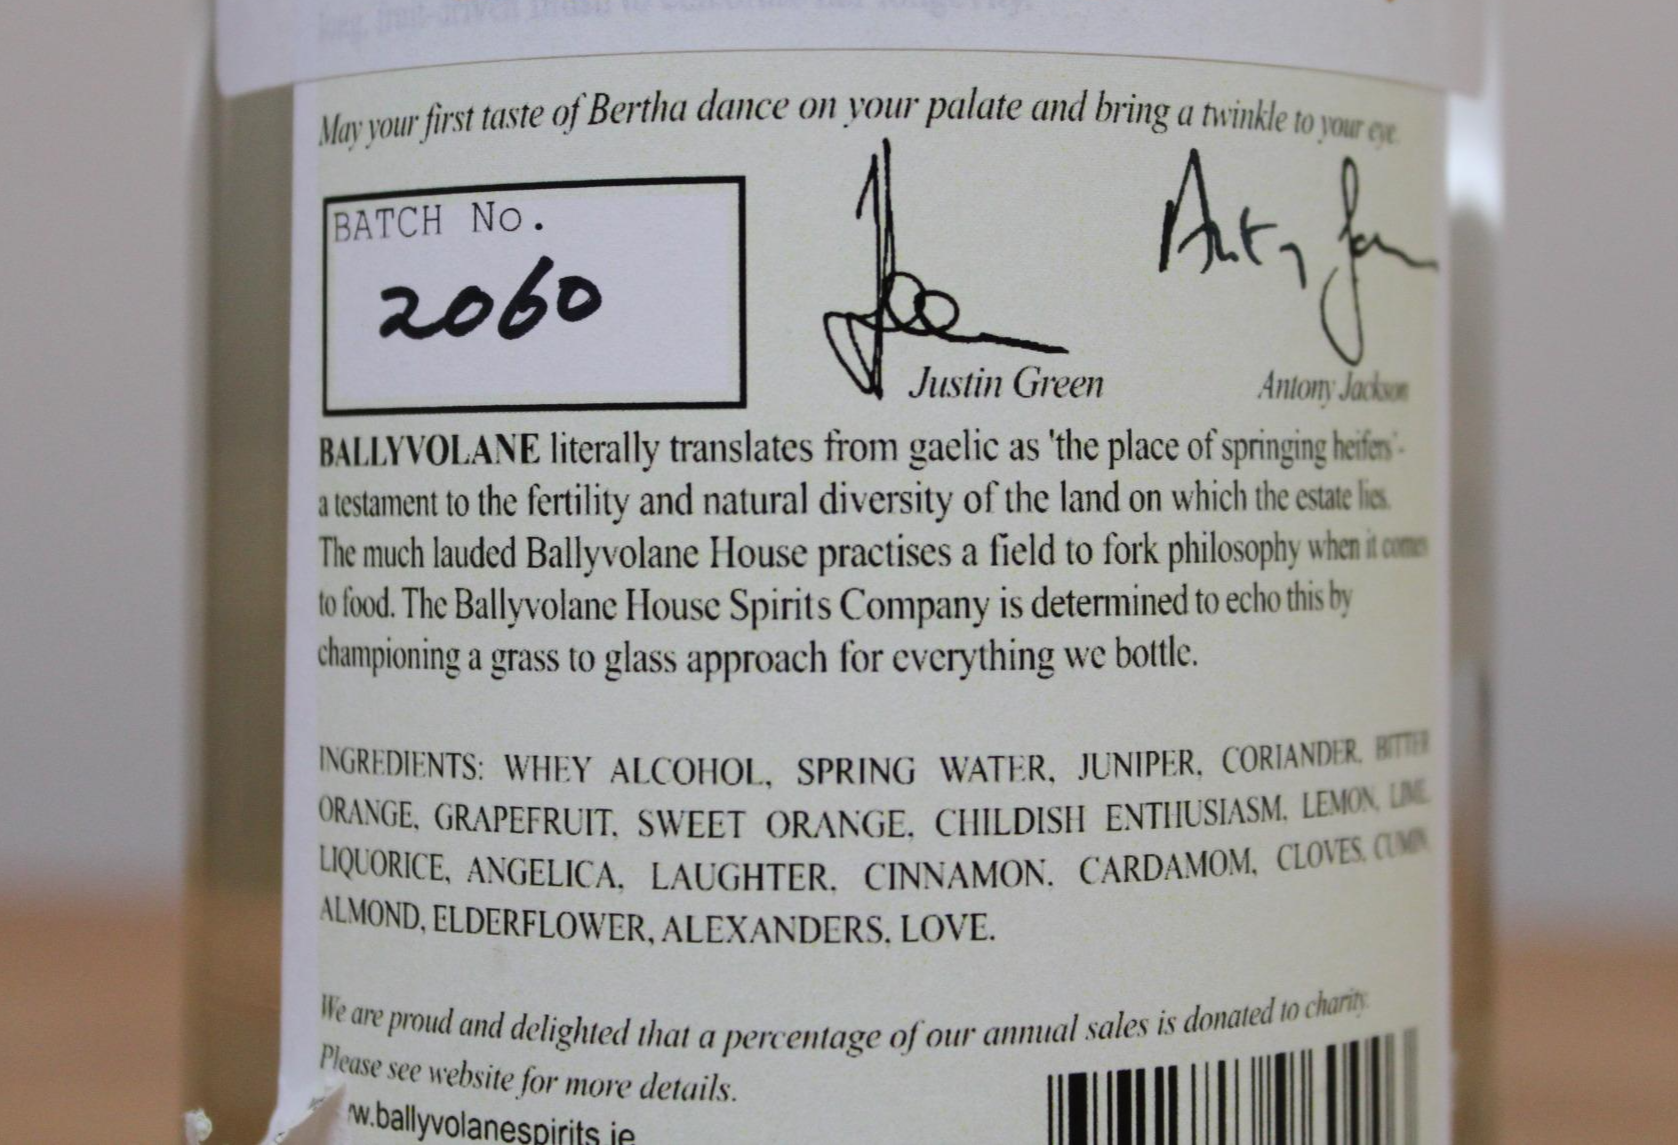 long, fruit-driven finish to
May your first taste of Bertha dance on your palate and bring a twinkle to your eye.
BATCH No.
2060
Justin Green
Antony Jackson
BALLYVOLANE literally translates from gaelic as 'the place of springing heifers' -
a testament to the fertility and natural diversity of the land on which the estate lies.
The much lauded Ballyvolane House practises a field to fork philosophy when it comes
to food. The Ballyvolane House Spirits Company is determined to echo this by
championing a grass to glass approach for everything we bottle.
INGREDIENTS: WHEY ALCOHOL, SPRING WATER, JUNIPER, CORIANDER, BITTER
ORANGE, GRAPEFRUIT, SWEET ORANGE, CHILDISH ENTHUSIASM, LEMON, LIME,
LIQUORICE, ANGELICA, LAUGHTER, CINNAMON, CARDAMOM, CLOVES, CUMIN,
ALMOND, ELDERFLOWER, ALEXANDERS, LOVE.
We are proud and delighted that a percentage of our annual sales is donated to charity.
Please see website for more details.
w.ballyvolanespirits.ie